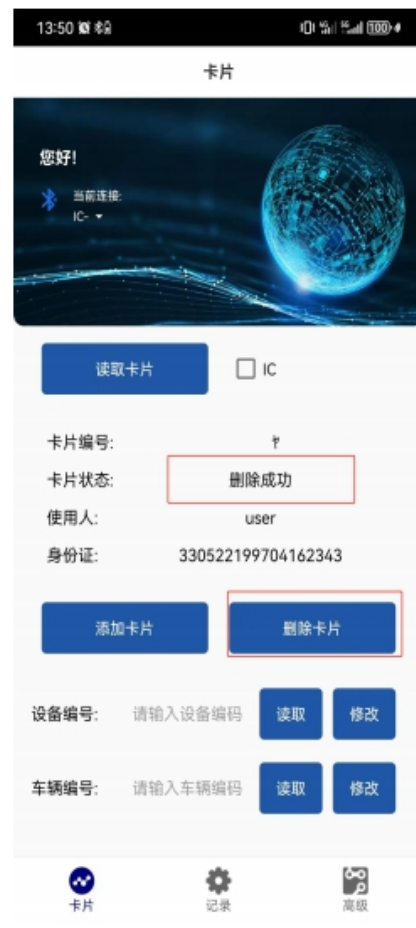 13:50 100
卡片
您好!
当前连接:
IC-
读取卡片 IC
卡片编号:
卡片状态: 删除成功
使用人: user
身份证: 330522199704162343
添加卡片 删除卡片
设备编号: 请输入设备编码 读取 修改
车辆编号: 请输入车辆编码 读取 修改
卡片 记录 高级